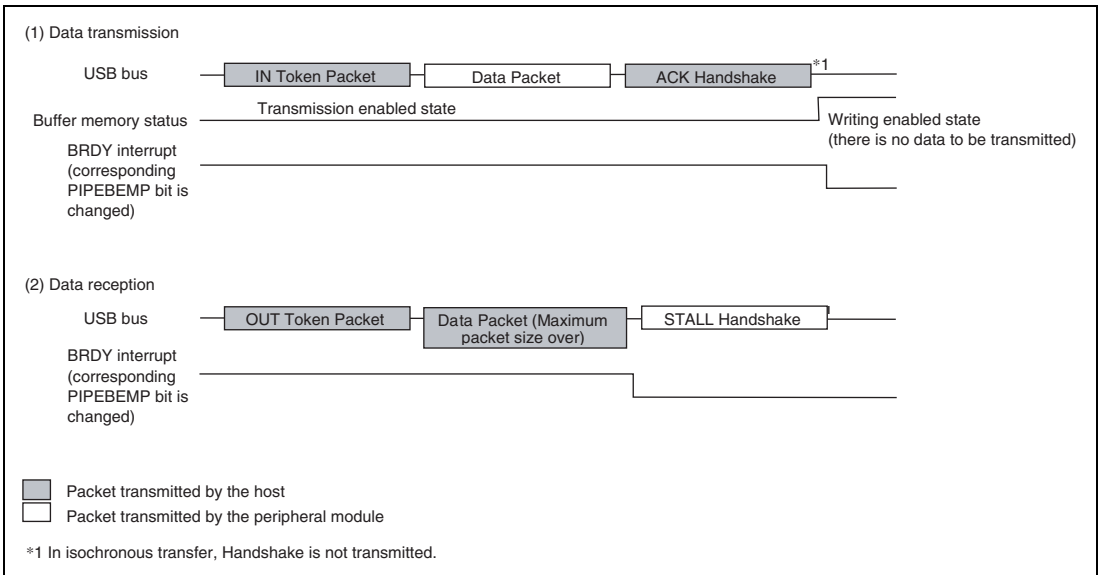 (1) Data transmission
USB bus
IN Token Packet
Data Packet
ACK Handshake
*1
Buffer memory status
Transmission enabled state
Writing enabled state
(there is no data to be transmitted)
BRDY interrupt
(corresponding
PIPEBEMP bit is
changed)
(2) Data reception
USB bus
OUT Token Packet
Data Packet (Maximum
packet size over)
STALL Handshake
BRDY interrupt
(corresponding
PIPEBEMP bit is
changed)
Packet transmitted by the host
Packet transmitted by the peripheral module
*1 In isochronous transfer, Handshake is not transmitted.